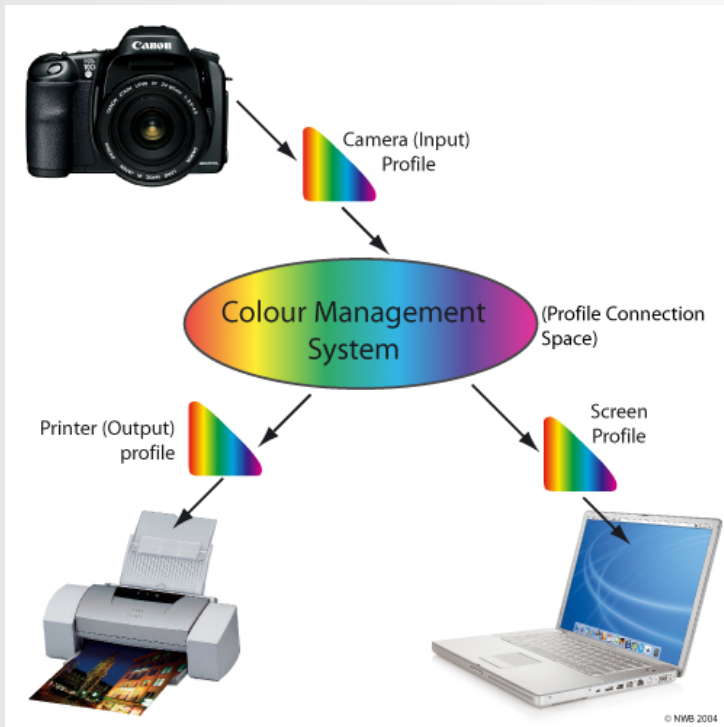 Canon
Camera (Input)
Profile
Colour Management
System
(Profile Connection
Space)
Printer (Output)
profile
Screen
Profile
© NWB 2004